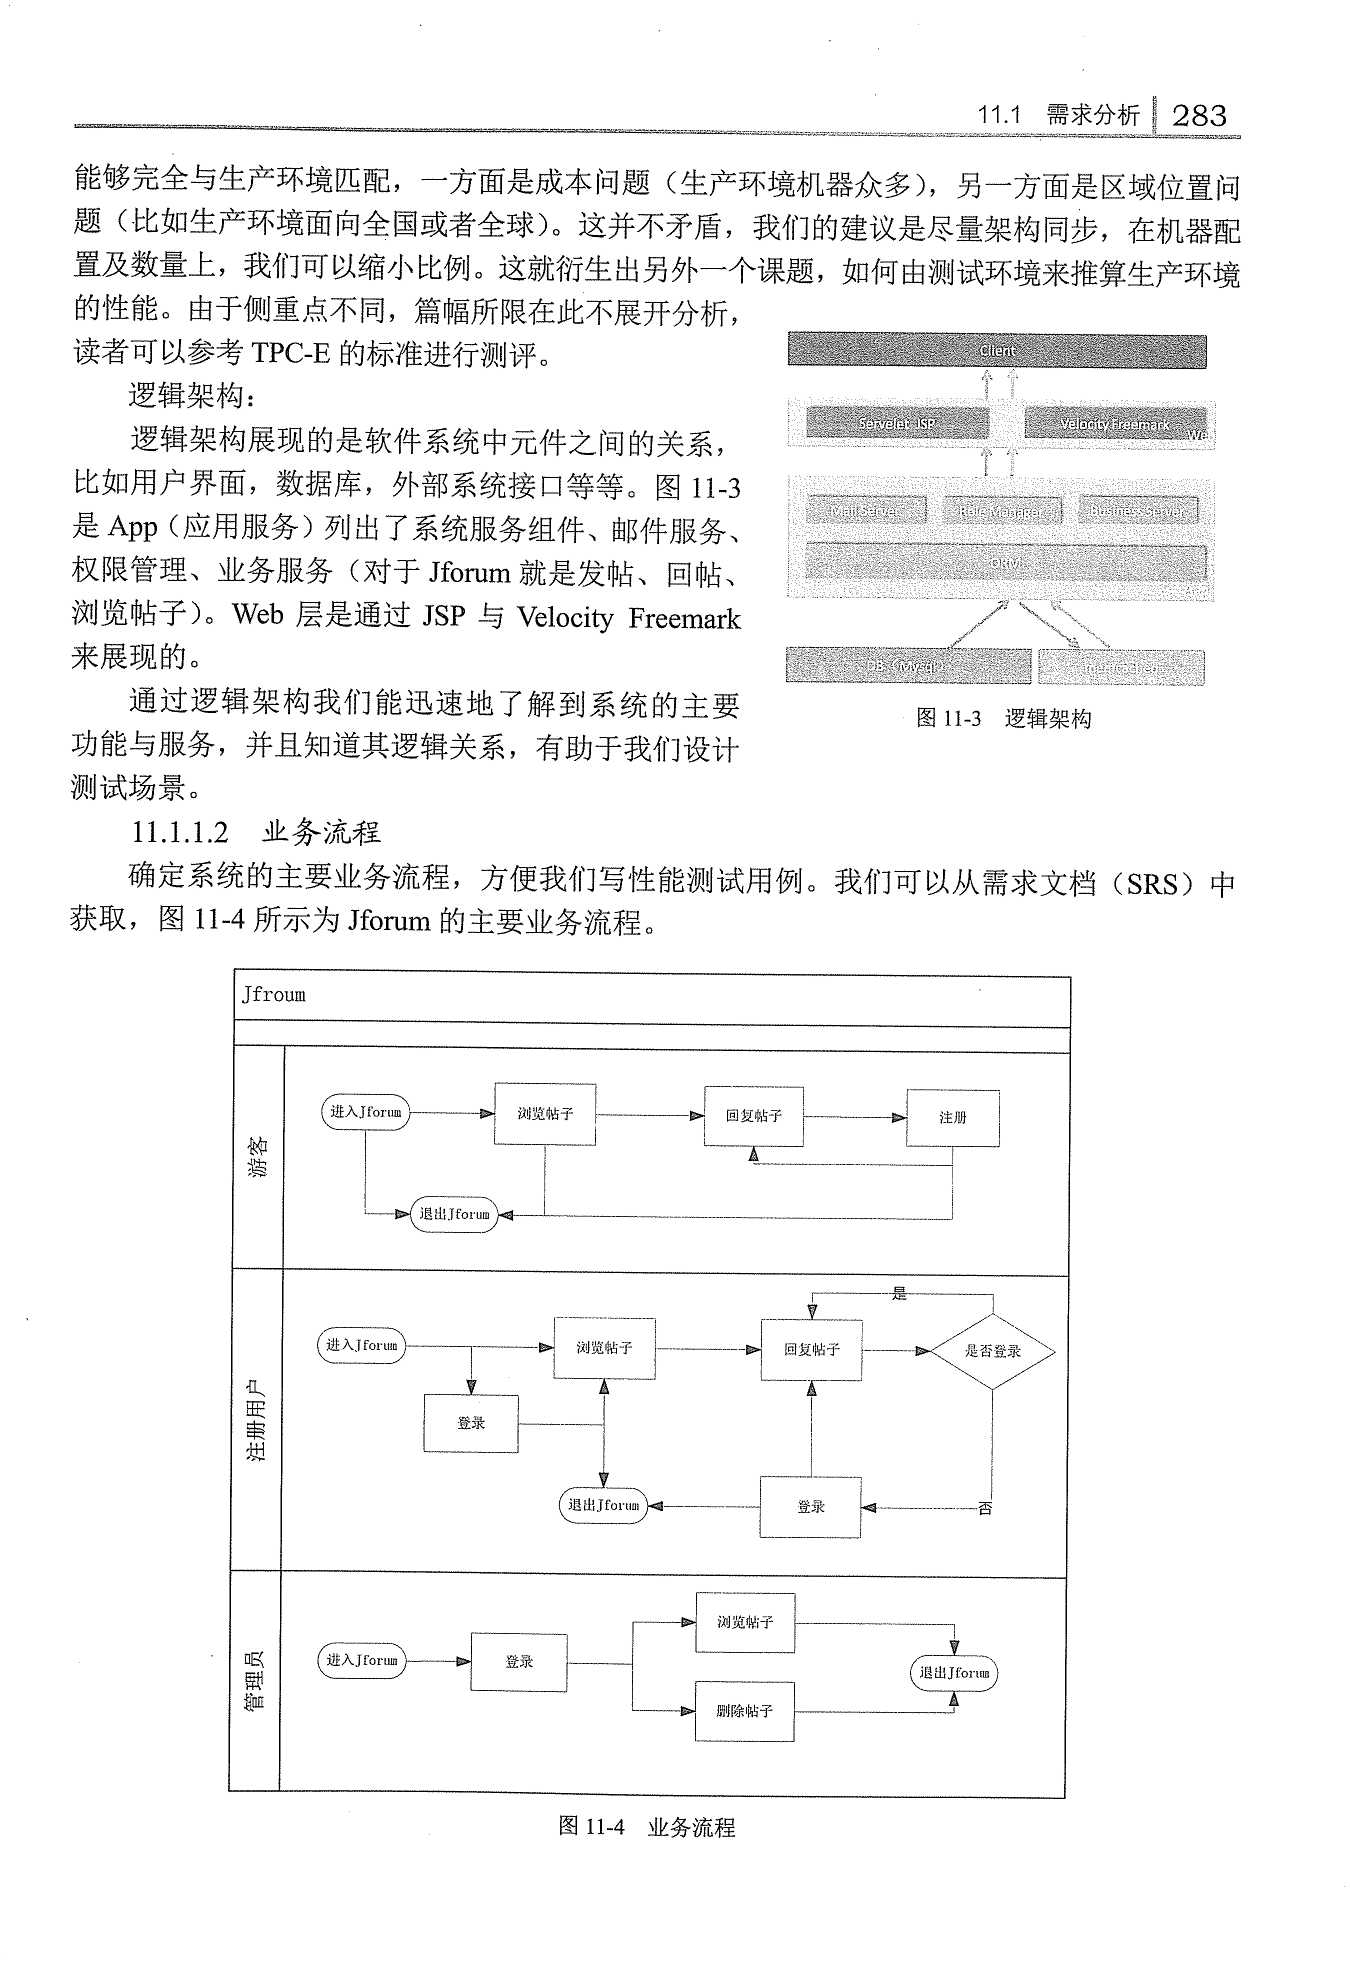 11.1 需求分析 283
能够完全与生产环境匹配，一方面是成本问题（生产环境机器众多），另一方面是区域位置问
题（比如生产环境面向全国或者全球）。这并不矛盾，我们的建议是尽量架构同步，在机器配
置及数量上，我们可以缩小比例。这就衍生出另外一个课题，如何由测试环境来推算生产环境
的性能。由于侧重点不同，篇幅所限在此不展开分析，
读者可以参考 TPC-E 的标准进行测评。
逻辑架构：
逻辑架构展现的是软件系统中元件之间的关系，
比如用户界面，数据库，外部系统接口等等。图 11-3
是 App（应用服务）列出了系统服务组件、邮件服务、
权限管理、业务服务（对于 Jforum 就是发帖、回帖、
浏览帖子）。Web 层是通过 JSP 与 Velocity Freemark
来展现的。
通过逻辑架构我们能迅速地了解到系统的主要
功能与服务，并且知道其逻辑关系，有助于我们设计
测试场景。
Client
Servelet JSP
Velocity Freemark
We
Mail Server
Role Manager
Business server
ORM
DB（Mysql）
memcached
图 11-3 逻辑架构
11.1.1.2 业务流程
确定系统的主要业务流程，方便我们写性能测试用例。我们可以从需求文档（SRS）中
获取，图 11-4 所示为 Jforum 的主要业务流程。
Jfroum
游客
进入Jforum
浏览帖子
回复帖子
注册
退出Jforum
注册用户
是
进入Jforum
浏览帖子
回复帖子
是否登录
登录
退出Jforum
登录
否
管理员
浏览帖子
进入Jforum
登录
退出Jforum
删除帖子
图 11-4 业务流程